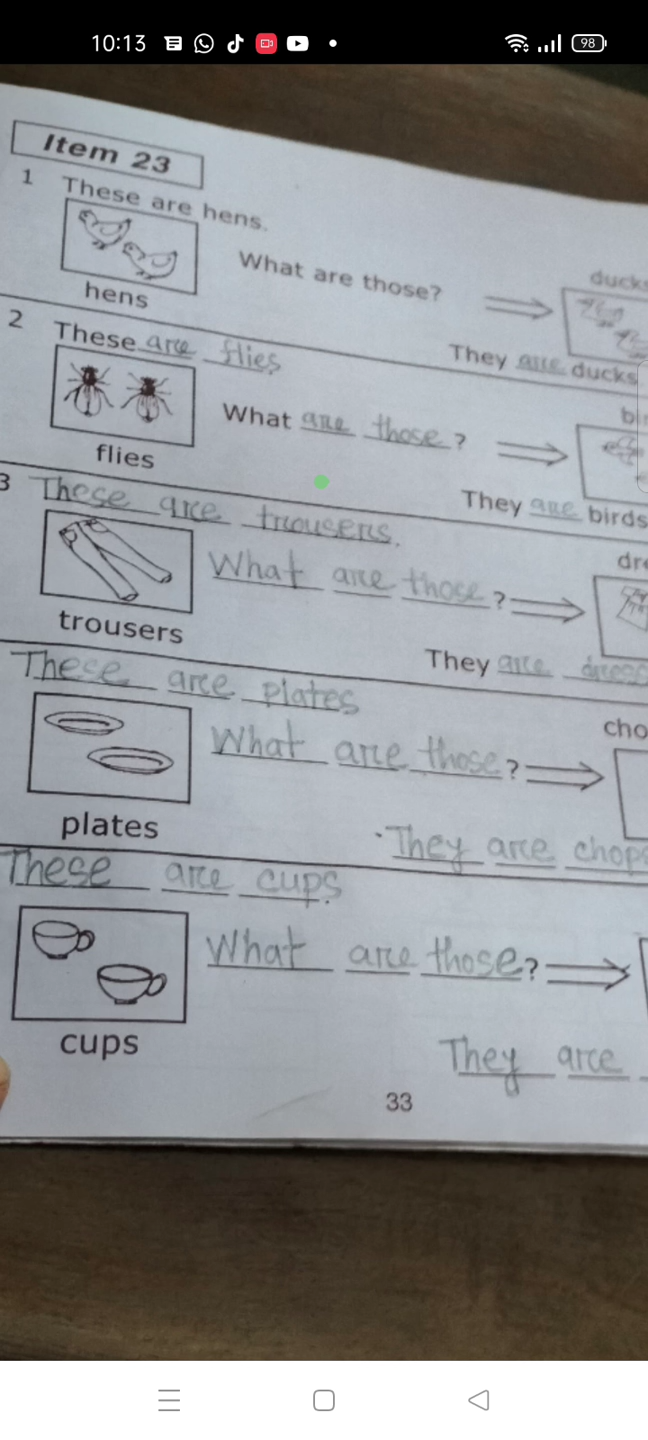 10:13
98
Item 23
1 These are hens.
What are those?
ducks
hens
They are ducks
2 These are flies
What are those?
flies
They are birds
3 These are trousers.
What are those?
trousers
They are dress
These are plates
What are those?
plates
They are chops
These are cups.
What are those?
cups
They are
33